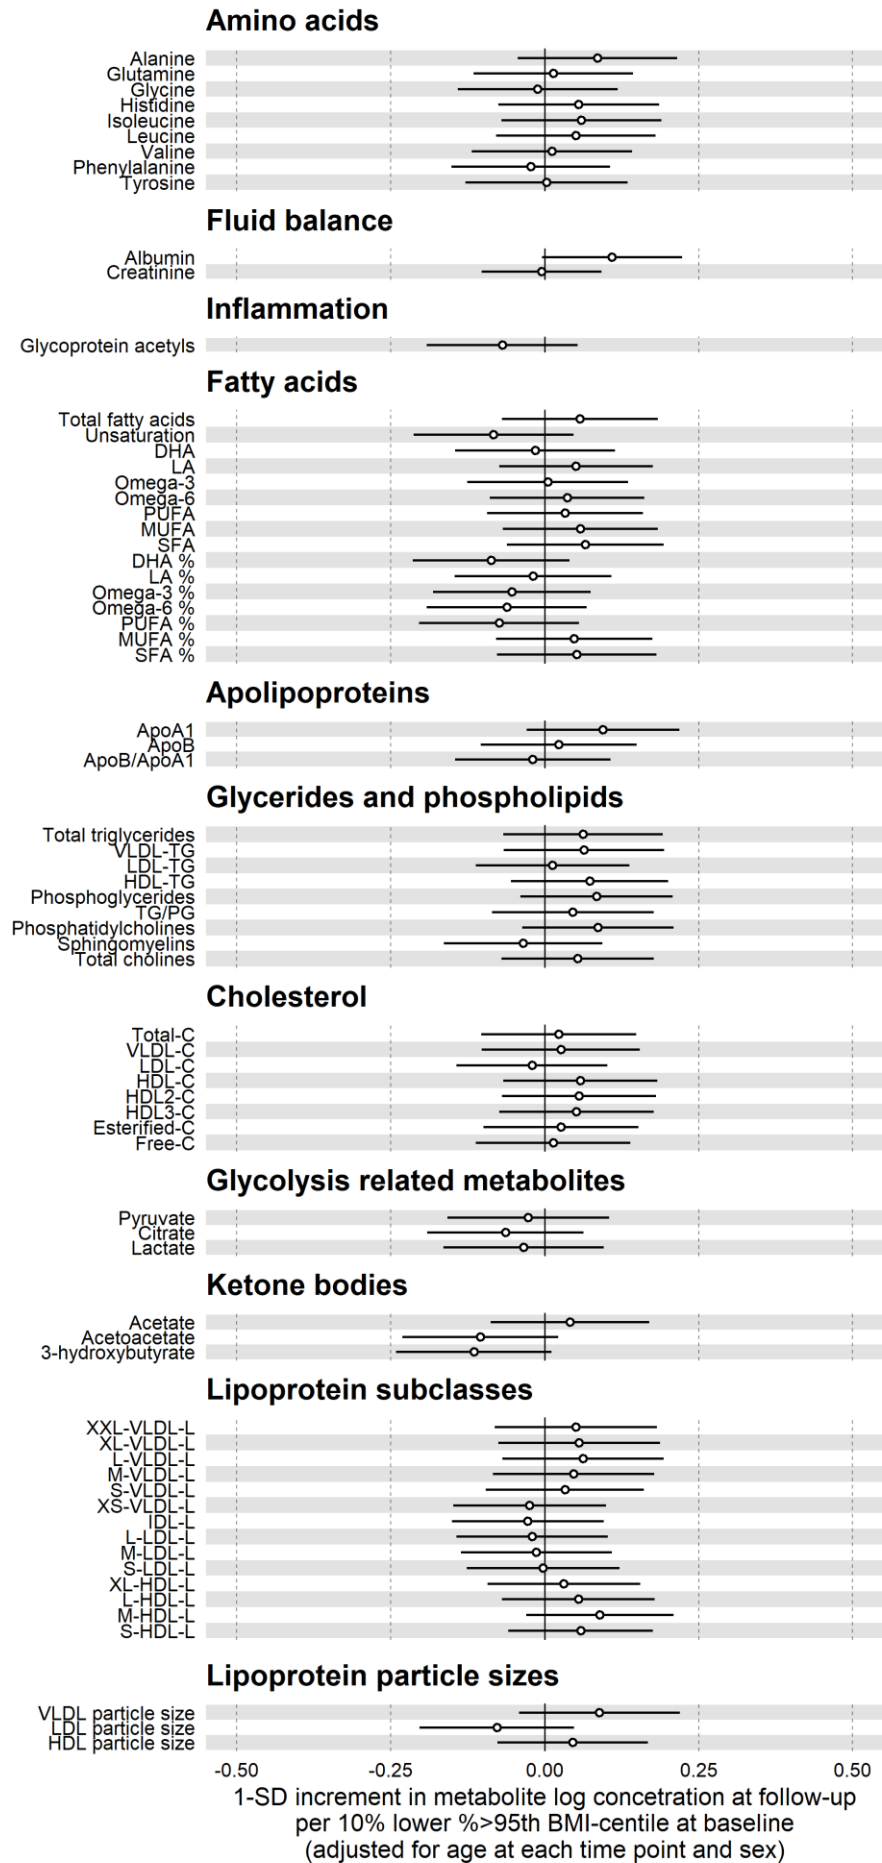 Amino acids
Alanine
Glutamine
Glycine
Histidine
Isoleucine
Leucine
Valine
Phenylalanine
Tyrosine
Fluid balance
Albumin
Creatinine
Inflammation
Glycoprotein acetyls
Fatty acids
Total fatty acids
Unsaturation
DHA
LA
Omega-3
Omega-6
PUFA
MUFA
SFA
DHA %
LA %
Omega-3 %
Omega-6 %
PUFA %
MUFA %
SFA %
Apolipoproteins
ApoA1
ApoB
ApoB/ApoA1
Glycerides and phospholipids
Total triglycerides
VLDL-TG
LDL-TG
HDL-TG
Phosphoglycerides
TG/PG
Phosphatidylcholines
Sphingomyelins
Total cholines
Cholesterol
Total-C
VLDL-C
LDL-C
HDL-C
HDL2-C
HDL3-C
Esterified-C
Free-C
Glycolysis related metabolites
Pyruvate
Citrate
Lactate
Ketone bodies
Acetate
Acetoacetate
3-hydroxybutyrate
Lipoprotein subclasses
XXL-VLDL-L
XL-VLDL-L
L-VLDL-L
M-VLDL-L
S-VLDL-L
XS-VLDL-L
IDL-L
L-LDL-L
M-LDL-L
S-LDL-L
XL-HDL-L
L-HDL-L
M-HDL-L
S-HDL-L
Lipoprotein particle sizes
VLDL particle size
LDL particle size
HDL particle size
-0.50 -0.25 0.00 0.25 0.50
1-SD increment in metabolite log concetration at follow-up
per 10% lower %>95th BMI-centile at baseline
(adjusted for age at each time point and sex)